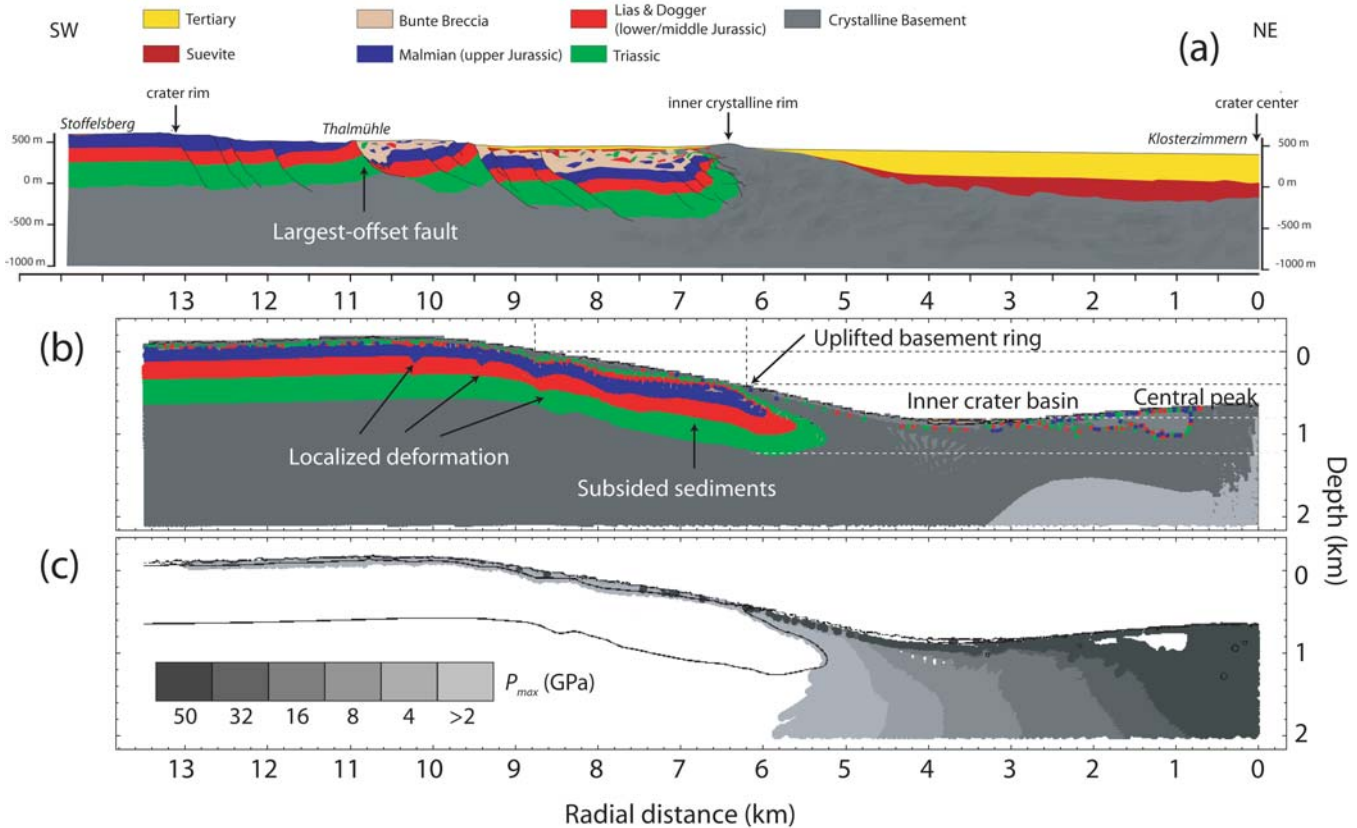 SW
Tertiary
Suevite
Bunte Breccia
Malmian (upper Jurassic)
Lias & Dogger
(lower/middle Jurassic)
Triassic
Crystalline Basement
(a)
NE
crater rim
inner crystalline rim
crater center
Stoffelsberg
Thalmühle
Klosterzimmern
500 m
0 m
-500 m
-1000 m
500 m
0 m
-500 m
-1000 m
Largest-offset fault
13 12 11 10 9 8 7 6 5 4 3 2 1 0
(b)
Uplifted basement ring
Inner crater basin
Central peak
Localized deformation
Subsided sediments
0
1
2
Depth (km)
(c)
P max (GPa)
50 32 16 8 4 >2
0
1
2
13 12 11 10 9 8 7 6 5 4 3 2 1 0
Radial distance (km)